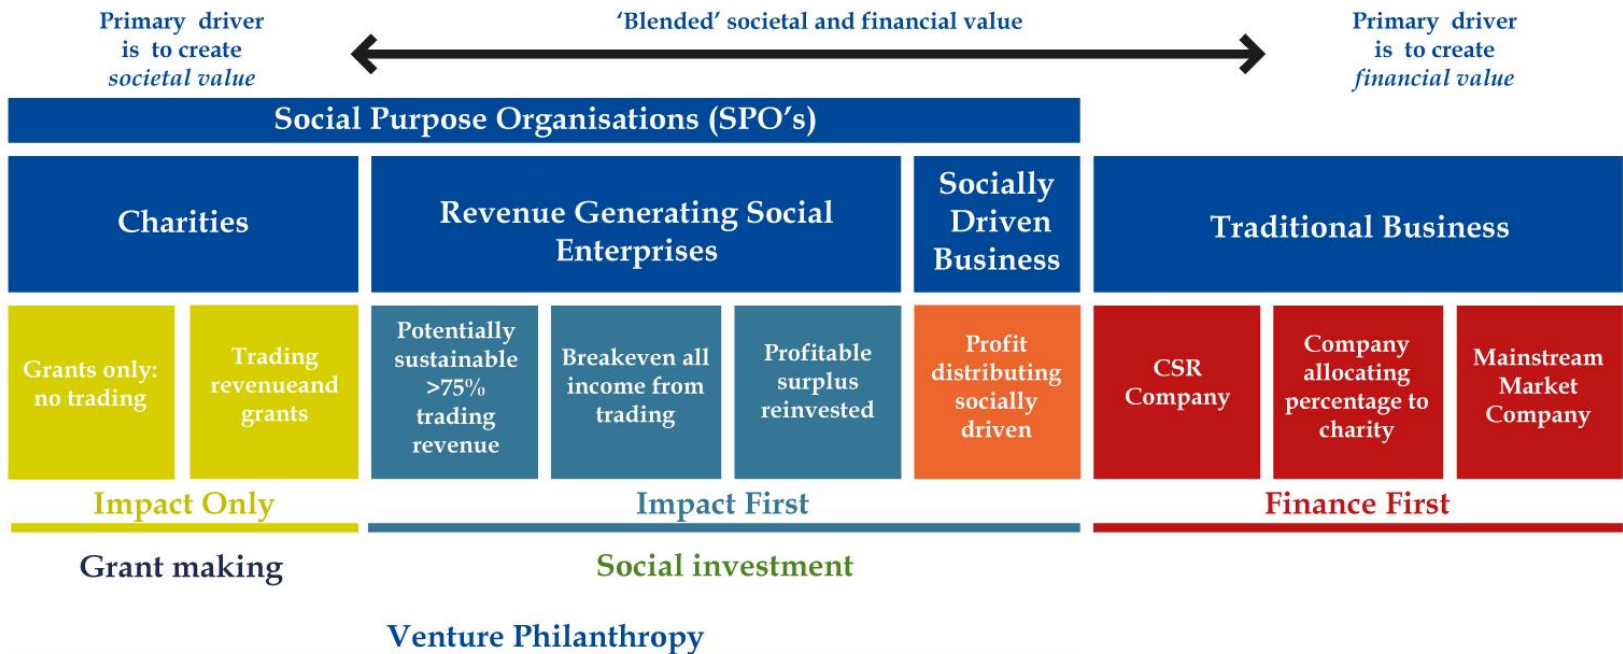 Primary driver
is to create
societal value
‘Blended’ societal and financial value
Primary driver
is to create
financial value
Social Purpose Organisations (SPO’s)
Charities
Revenue Generating Social
Enterprises
Socially
Driven
Business
Traditional Business
Grants only:
no trading
Trading
revenueand
grants
Potentially
sustainable
>75%
trading
revenue
Breakeven all
income from
trading
Profitable
surplus
reinvested
Profit
distributing
socially
driven
CSR
Company
Company
allocating
percentage to
charity
Mainstream
Market
Company
Impact Only
Impact First
Finance First
Grant making
Social investment
Venture Philanthropy